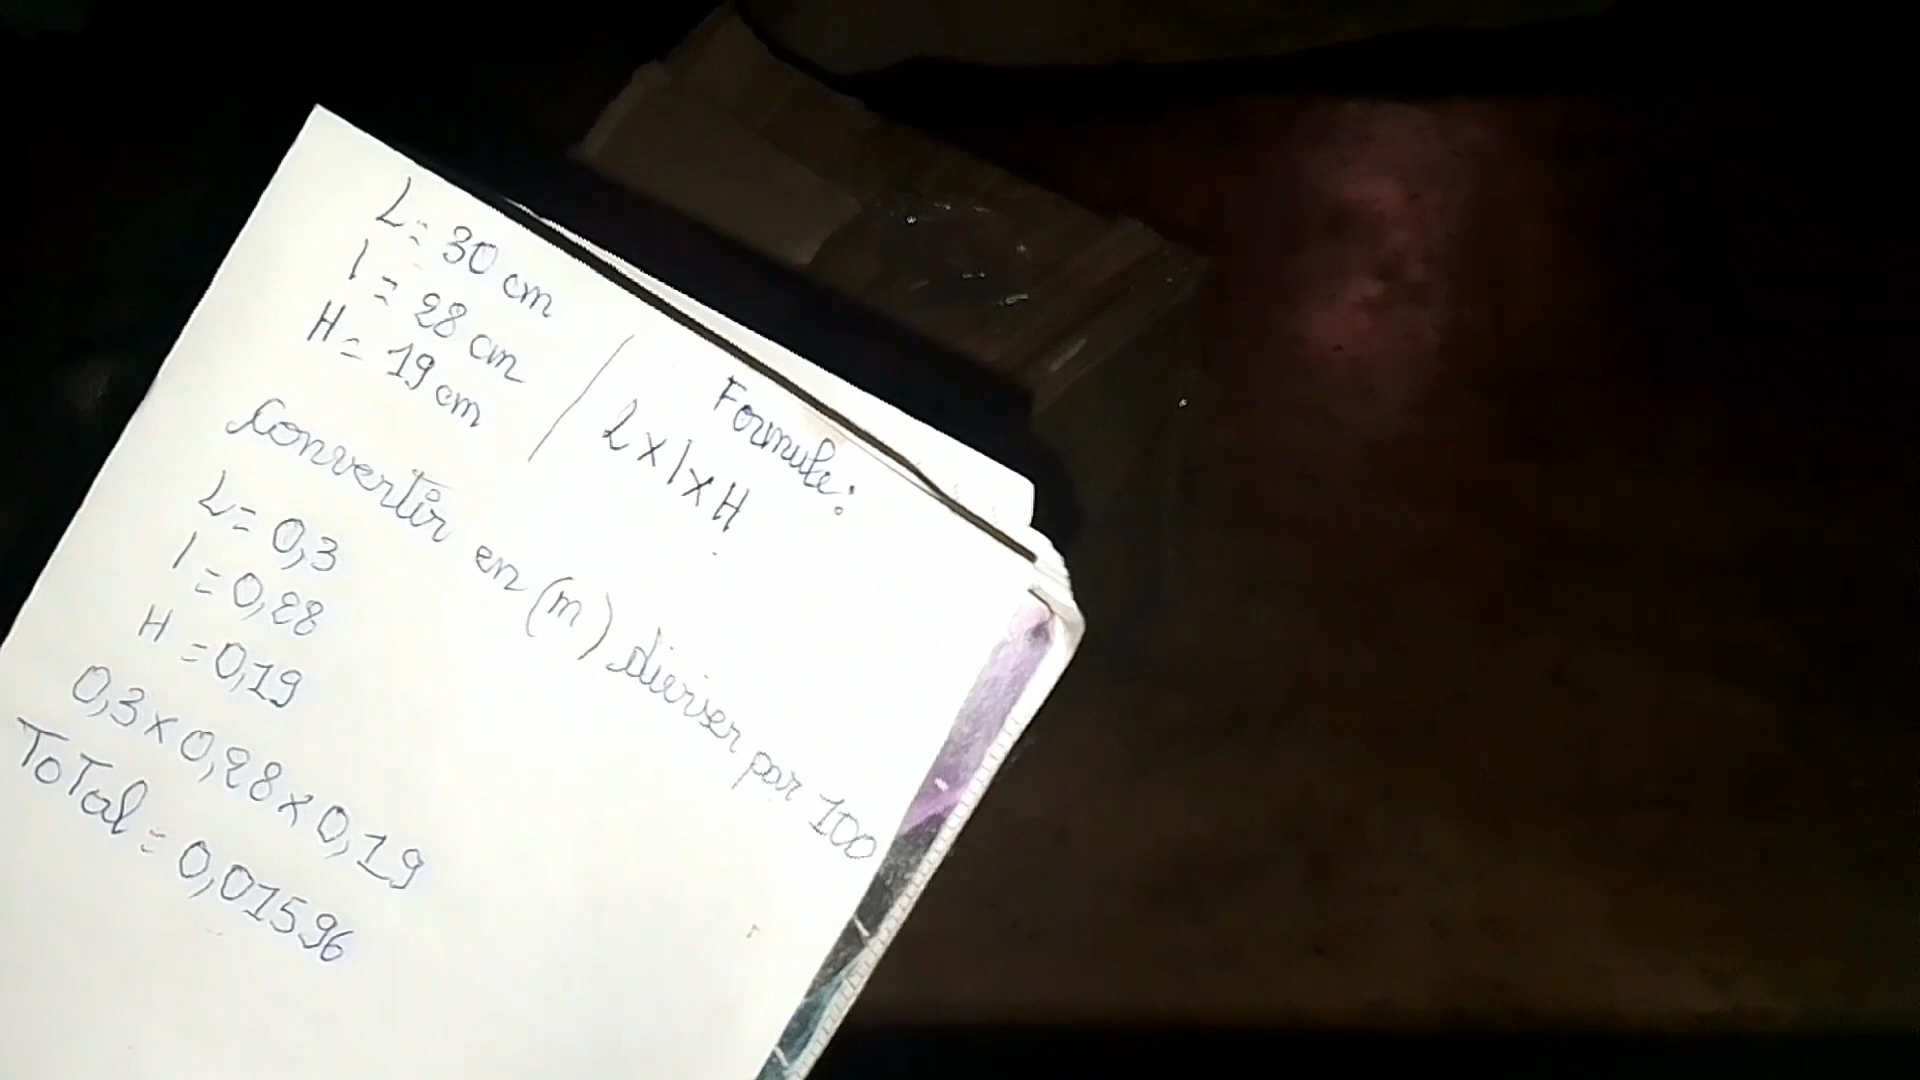 L= 30 cm
l = 28 cm
H= 19 cm
Formule:
L x l x H
Convertir en (m) diviser par 100
L= 0,3
l = 0,28
H = 0,19
0,3 x 0,28 x 0,19
ToTal = 0,01596